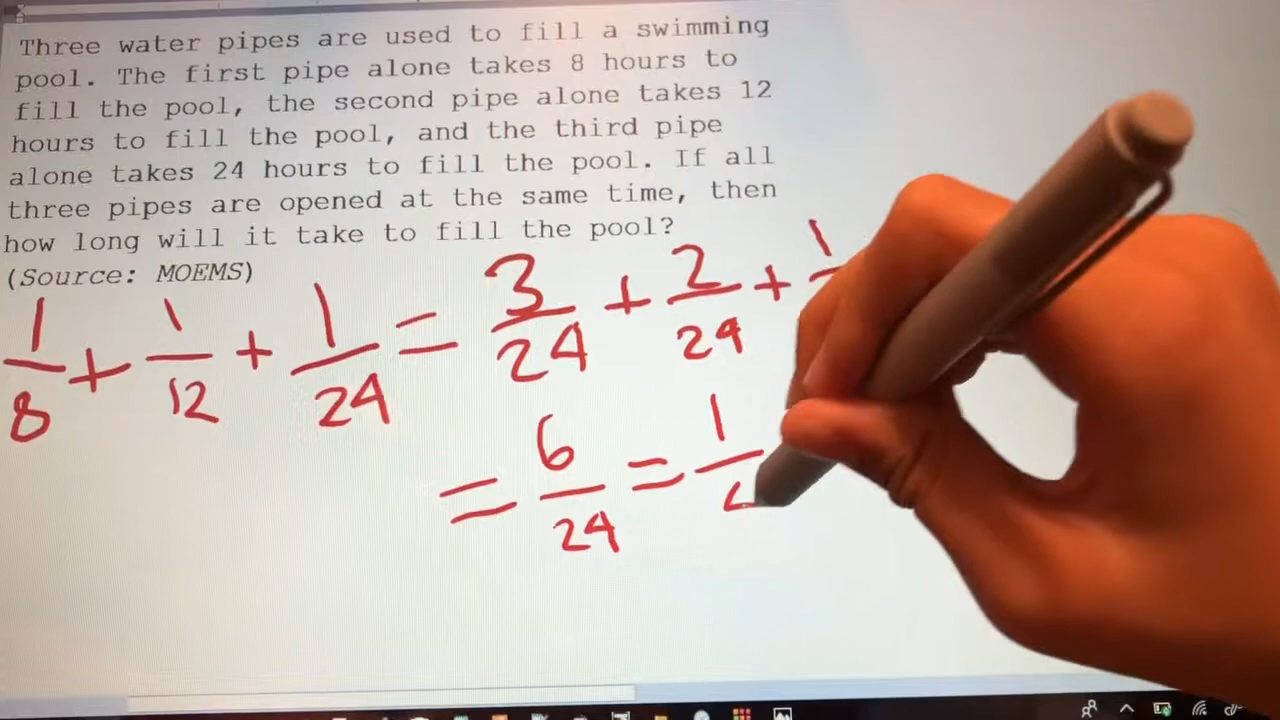 Three water pipes are used to fill a swimming
pool. The first pipe alone takes 8 hours to
fill the pool, the second pipe alone takes 12
hours to fill the pool, and the third pipe
alone takes 24 hours to fill the pool. If all
three pipes are opened at the same time, then
how long will it take to fill the pool?
(Source: MOEMS)
1/8 + 1/12 + 1/24 = 3/24 + 2/24 + 1
= 6/24 = 1